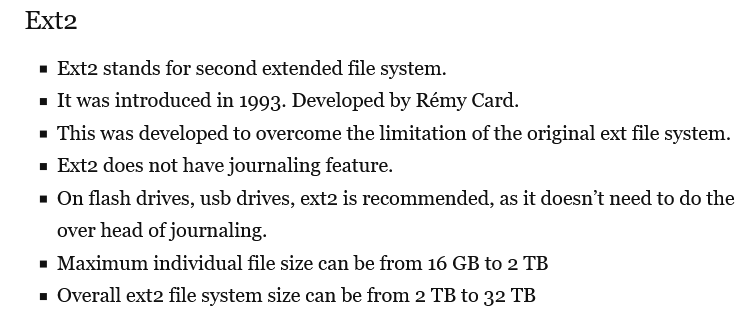 Ext2
▪ Ext2 stands for second extended file system.
▪ It was introduced in 1993. Developed by Rémy Card.
▪ This was developed to overcome the limitation of the original ext file system.
▪ Ext2 does not have journaling feature.
▪ On flash drives, usb drives, ext2 is recommended, as it doesn’t need to do the
over head of journaling.
▪ Maximum individual file size can be from 16 GB to 2 TB
▪ Overall ext2 file system size can be from 2 TB to 32 TB